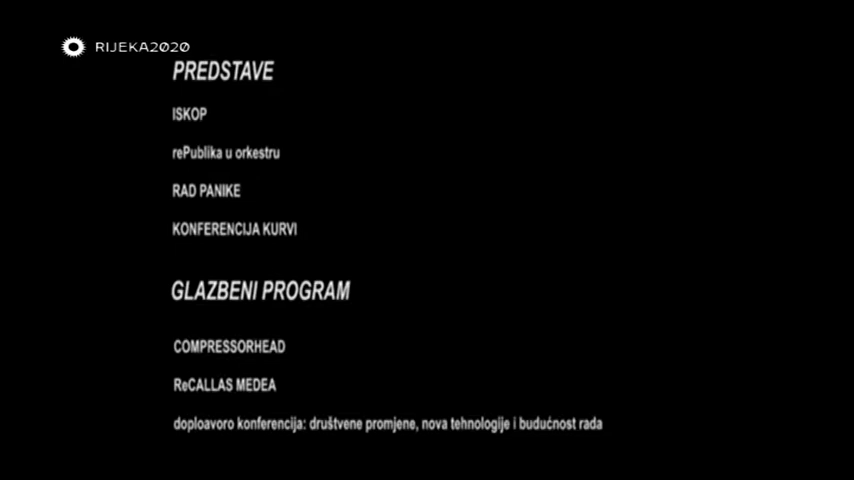 RIJEKA2020
PREDSTAVE
ISKOP
rePublika u orkestru
RAD PANIKE
KONFERENCIJA KURVI
GLAZBENI PROGRAM
COMPRESSORHEAD
ReCALLAS MEDEA
doploavoro konferencija: društvene promjene, nova tehnologije i budućnost rada